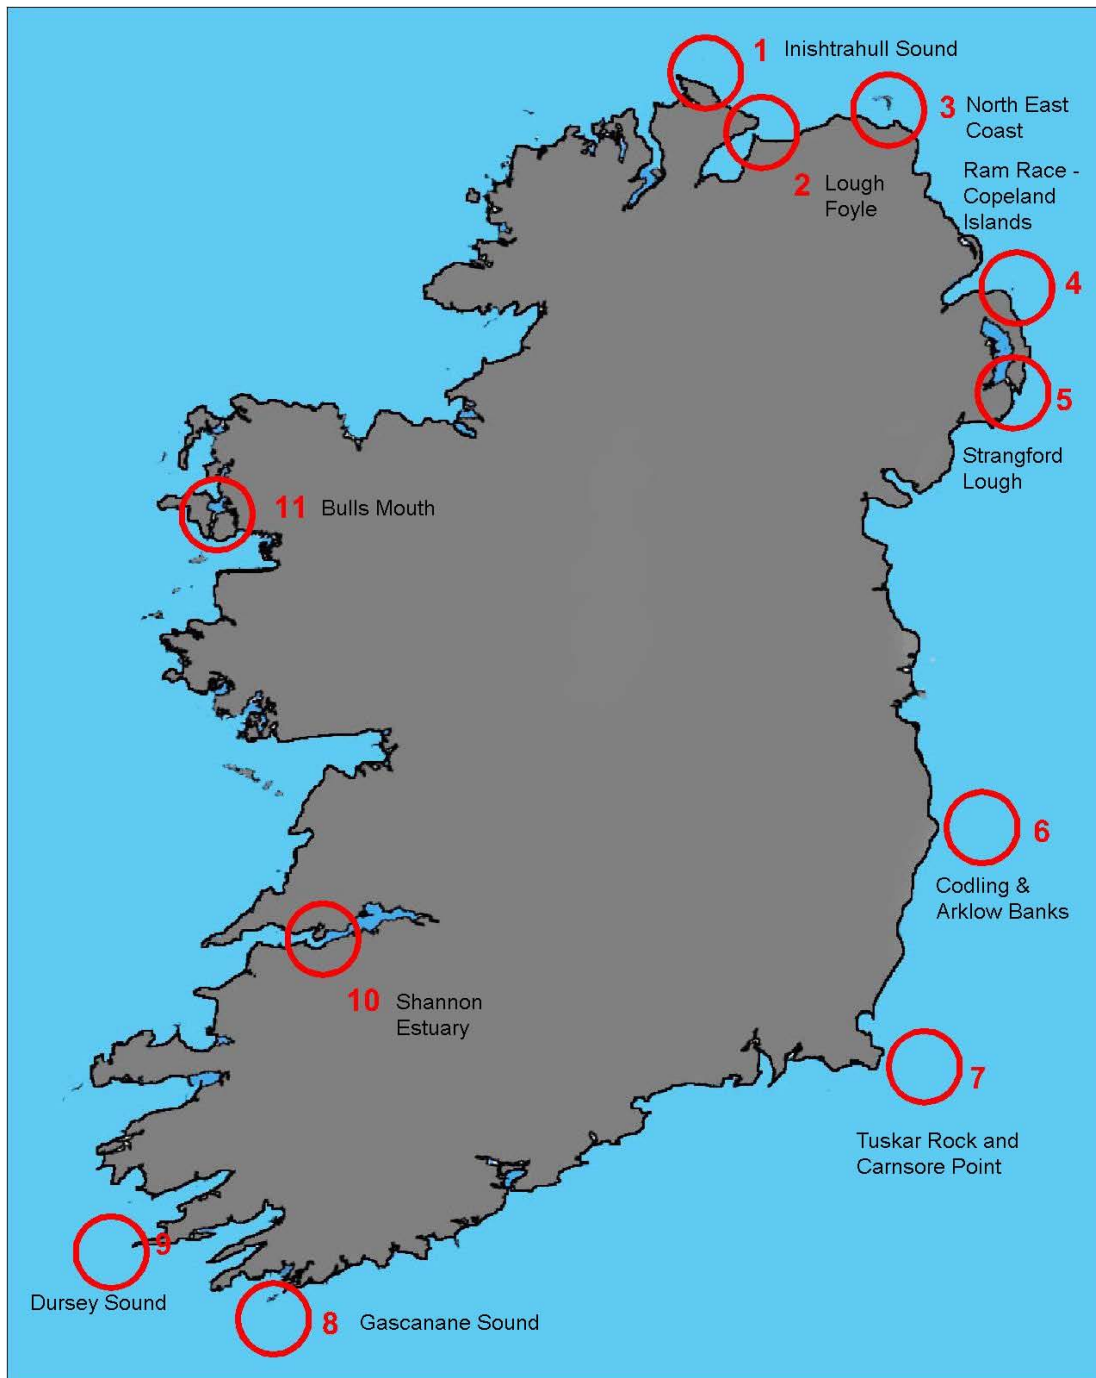 1 Inishtrahull Sound
3 North East
Coast
2 Lough
Foyle
Ram Race -
Copeland
Islands
4
5
Strangford
Lough
11 Bulls Mouth
6
Codling &
Arklow Banks
10 Shannon
Estuary
7
Tuskar Rock and
Carnsore Point
9
Dursey Sound
8 Gascanane Sound